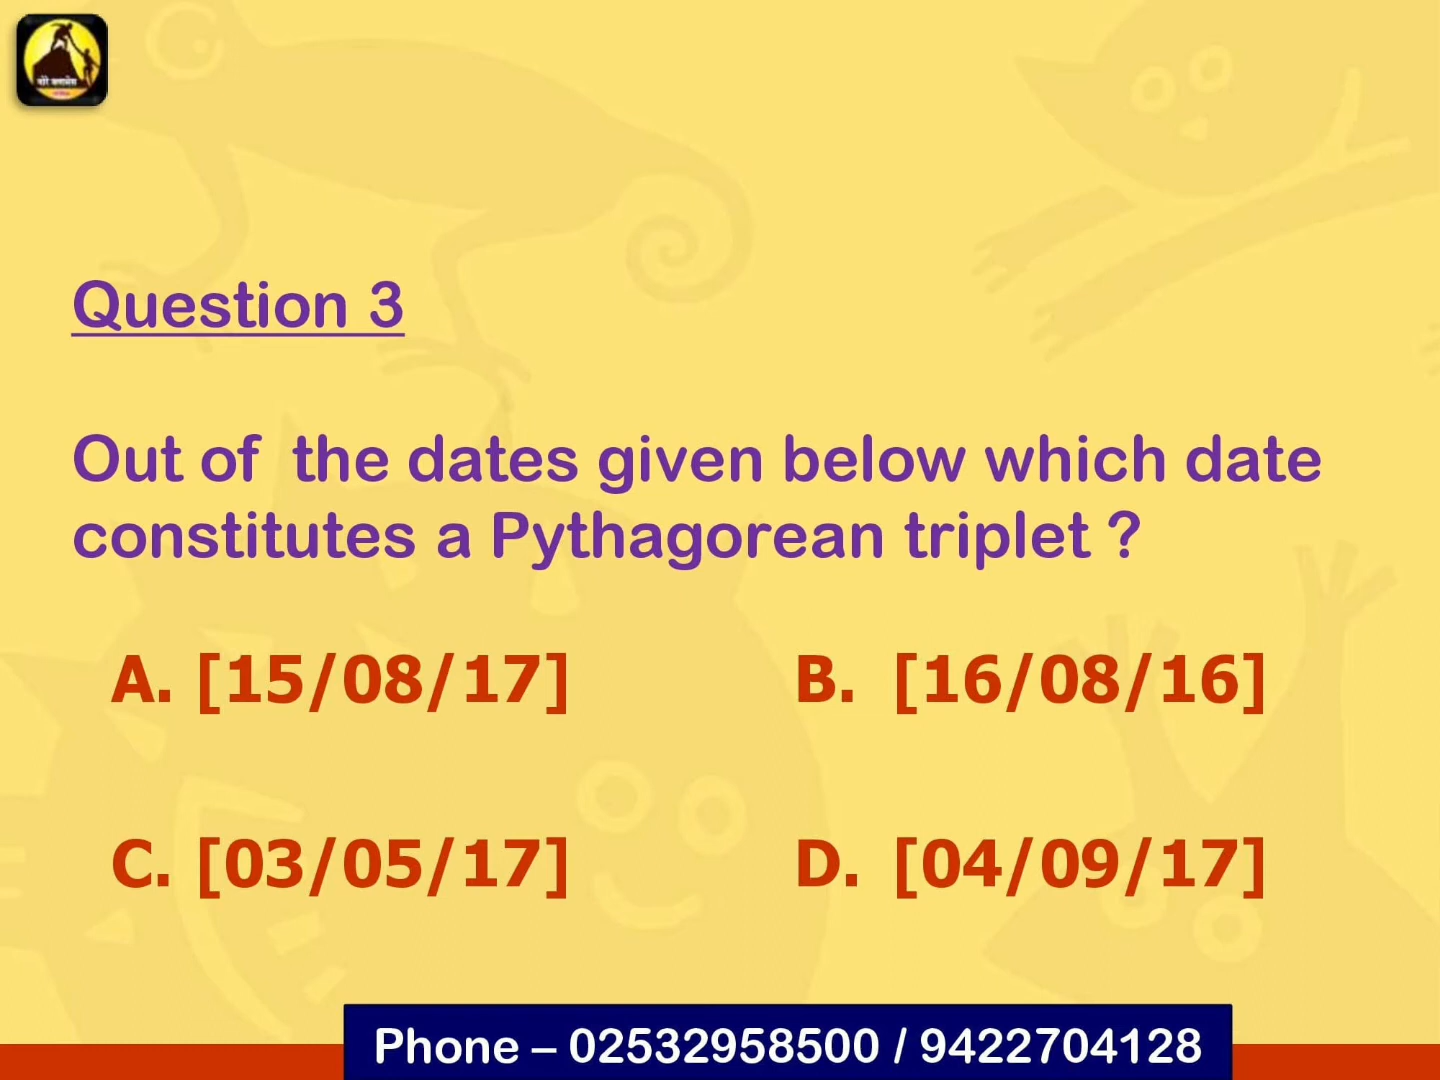 Question 3
Out of the dates given below which date
constitutes a Pythagorean triplet ?
A. [15/08/17] B. [16/08/16]
C. [03/05/17] D. [04/09/17]
Phone – 02532958500 / 9422704128